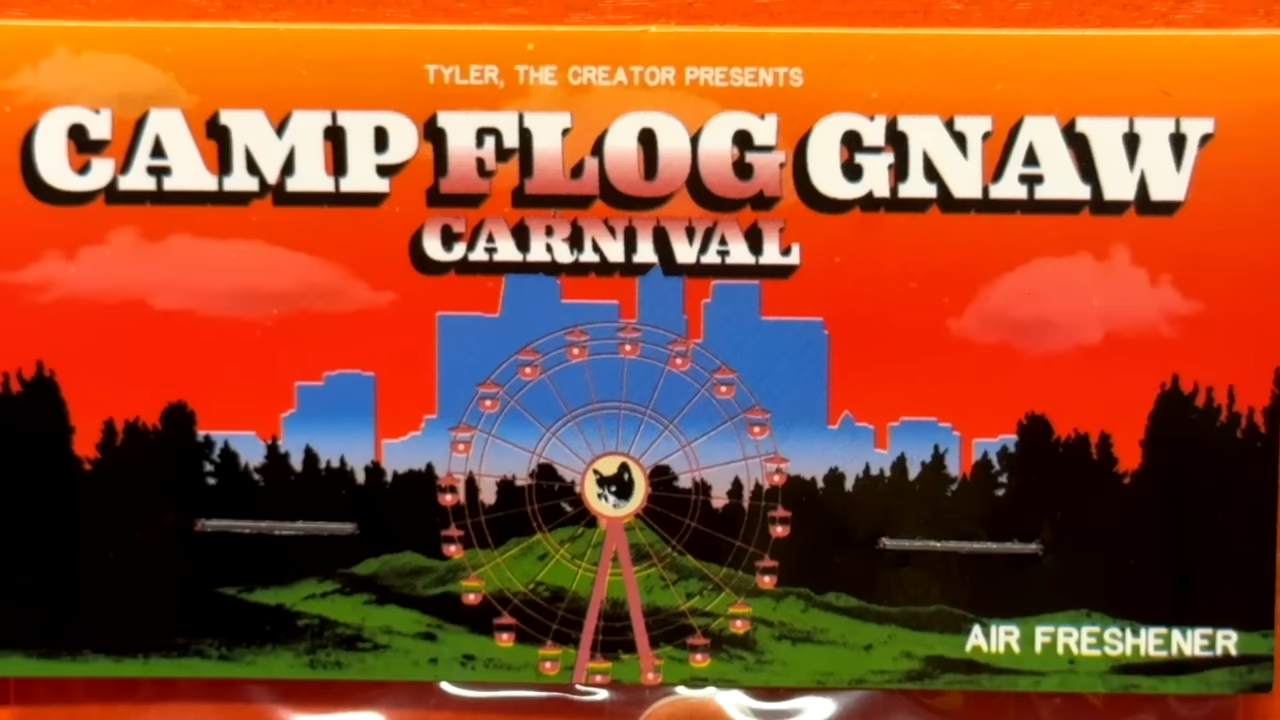 TYLER, THE CREATOR PRESENTS
CAMP FLOG GNAW
CARNIVAL
AIR FRESHENER